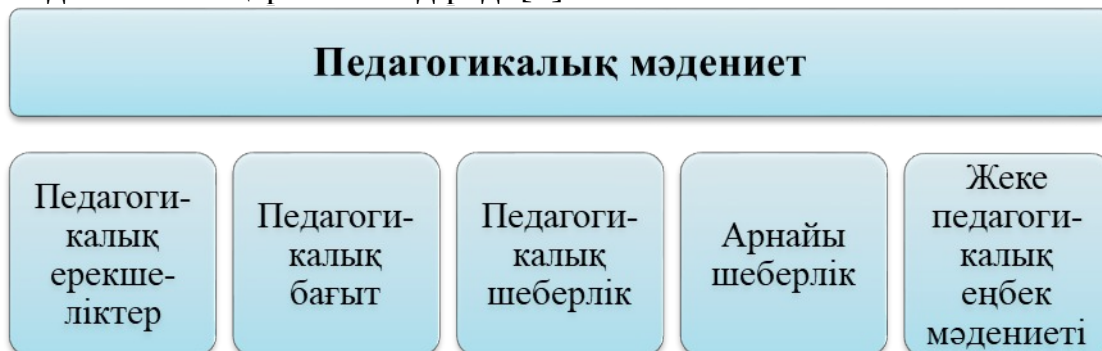 Педагогикалық мәдениет
Педагоги-
калық
ерекше-
ліктер
Педагоги-
калық
бағыт
Педагоги-
калық
шеберлік
Арнайы
шеберлік
Жеке
педагоги-
калық
еңбек
мәдениеті